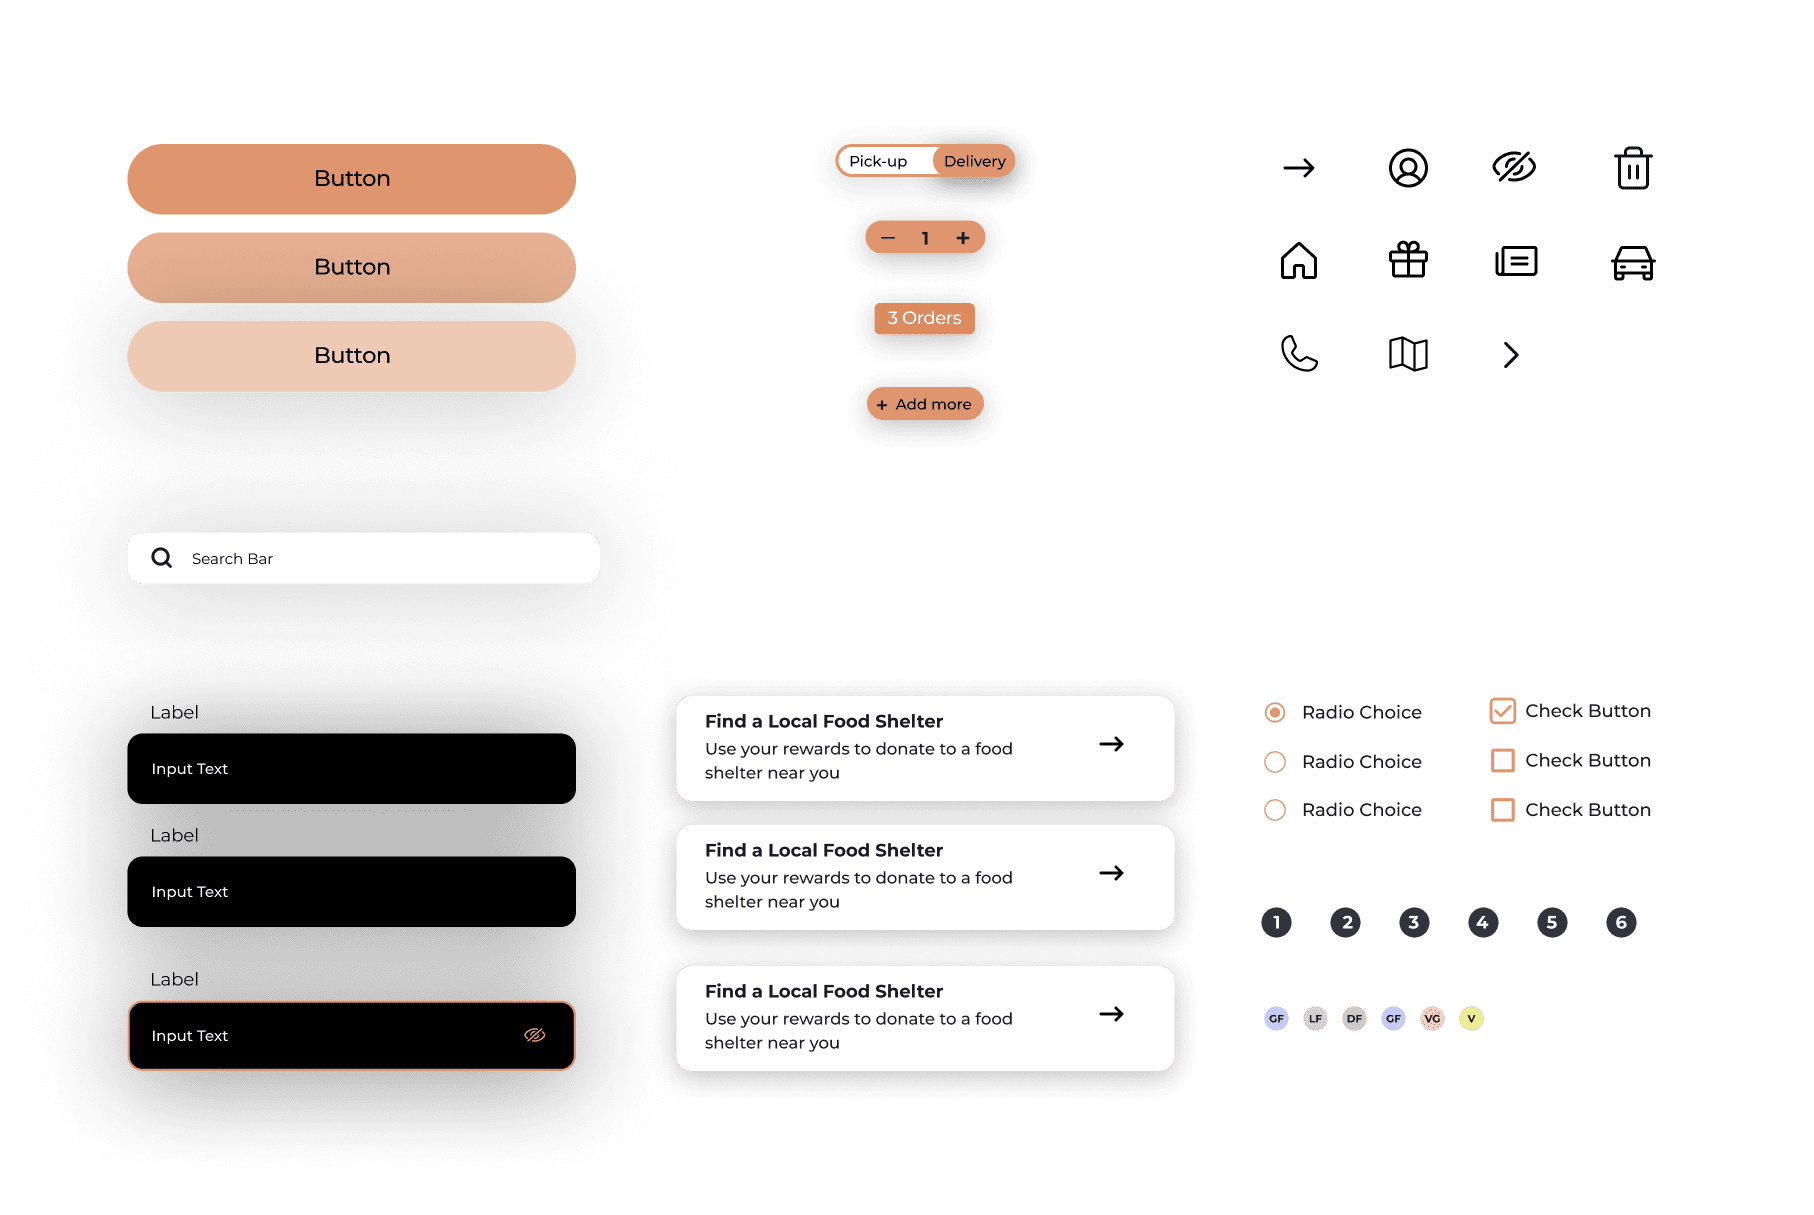 Button
Button
Button
Pick-up Delivery
− 1 +
3 Orders
+ Add more
Search Bar
Label
Input Text
Label
Input Text
Label
Input Text
Find a Local Food Shelter
Use your rewards to donate to a food
shelter near you
Find a Local Food Shelter
Use your rewards to donate to a food
shelter near you
Find a Local Food Shelter
Use your rewards to donate to a food
shelter near you
Radio Choice
Radio Choice
Radio Choice
Check Button
Check Button
Check Button
1 2 3 4 5 6
GF LF DF GF VG V